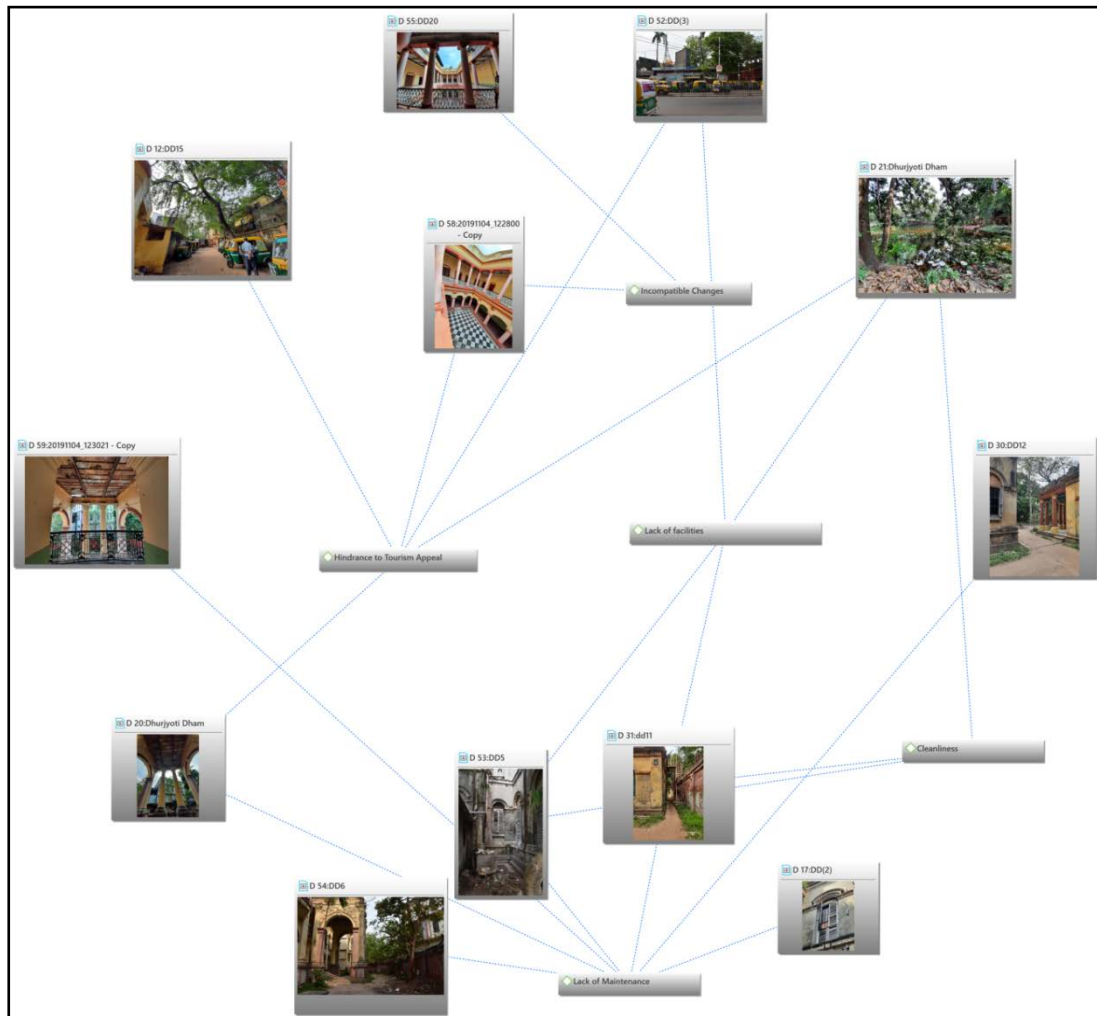 D 55:DD20
D 52:DD(3)
D 12:DD15
D 21:Dhurjyoti Dham
D 58:20191104_122800
- Copy
Incompatible Changes
D 59:20191104_123021 - Copy
D 30:DD12
Lack of facilities
Hindrance to Tourism Appeal
D 20:Dhurjyoti Dham
D 31:dd11
Cleanliness
D 53:DD5
D 17:DD(2)
D 54:DD6
Lack of Maintenance